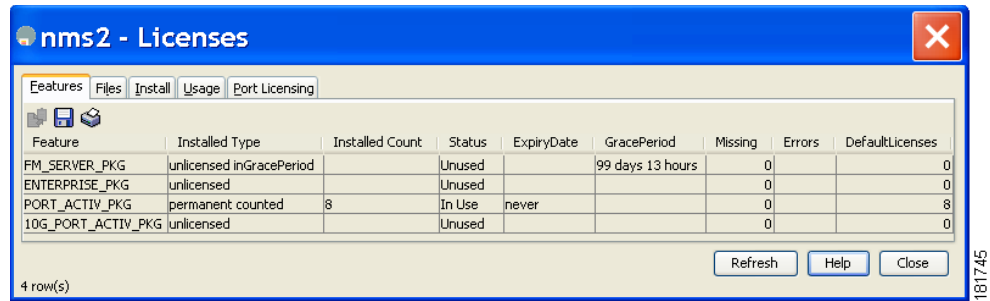 nms2 - Licenses
Features Files Install Usage Port Licensing
Feature Installed Type Installed Count Status ExpiryDate GracePeriod Missing Errors DefaultLicenses
FM_SERVER_PKG unlicensed inGracePeriod Unused 99 days 13 hours 0 0
ENTERPRISE_PKG unlicensed Unused 0 0
PORT_ACTIV_PKG permanent counted 8 In Use never 0 8
10G_PORT_ACTIV_PKG unlicensed Unused 0 0
Refresh Help Close
4 row(s)
181745